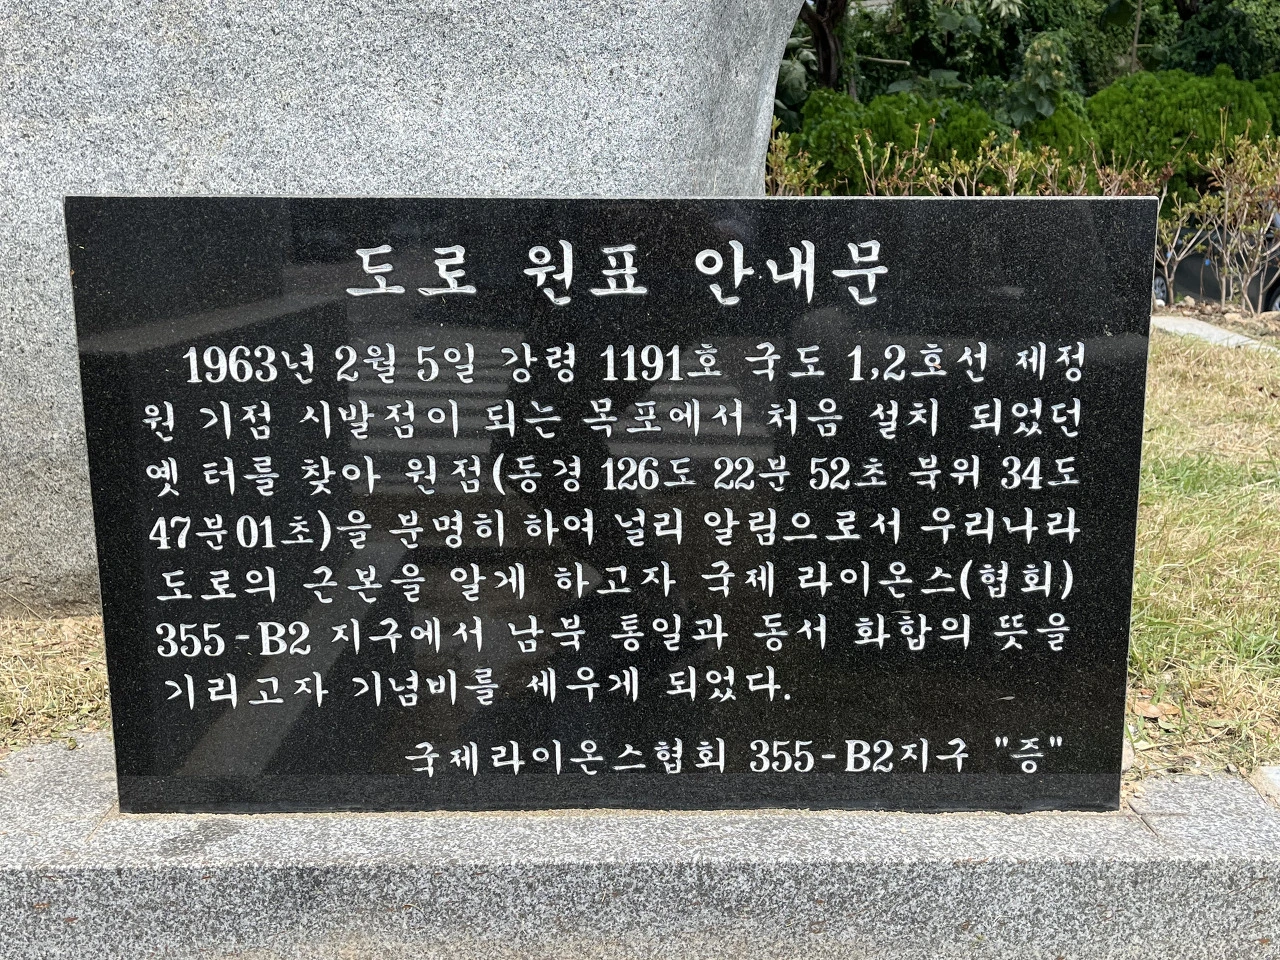 도로 원표 안내문
1963년 2월 5일 강령 1191호 국도 1,2호선 제정
원 기점 시발점이 되는 목포에서 처음 설치 되었던
옛 터를 찾아 원점(동경 126도 22분 52초 북위 34도
47분01초)을 분명히 하여 널리 알림으로서 우리나라
도로의 근본을 알게 하고자 국제 라이온스(협회)
355-B2 지구에서 남북 통일과 동서 화합의 뜻을
기리고자 기념비를 세우게 되었다.
국제라이온스협회 355-B2지구 "증"